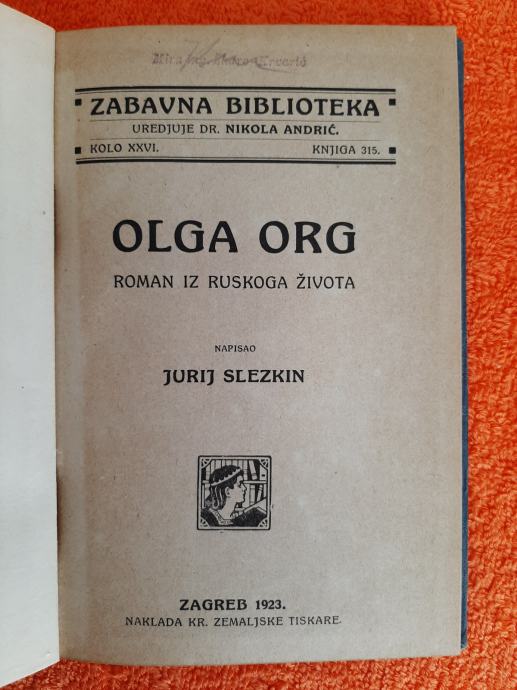 ZABAVNA BIBLIOTEKA
UREDJUJE DR. NIKOLA ANDRIĆ.
KOLO XXVI. KNJIGA 315.
OLGA ORG
ROMAN IZ RUSKOGA ŽIVOTA
NAPISAO
JURIJ SLEZKIN
ZAGREB 1923.
NAKLADA KR. ZEMALJSKE TISKARE.